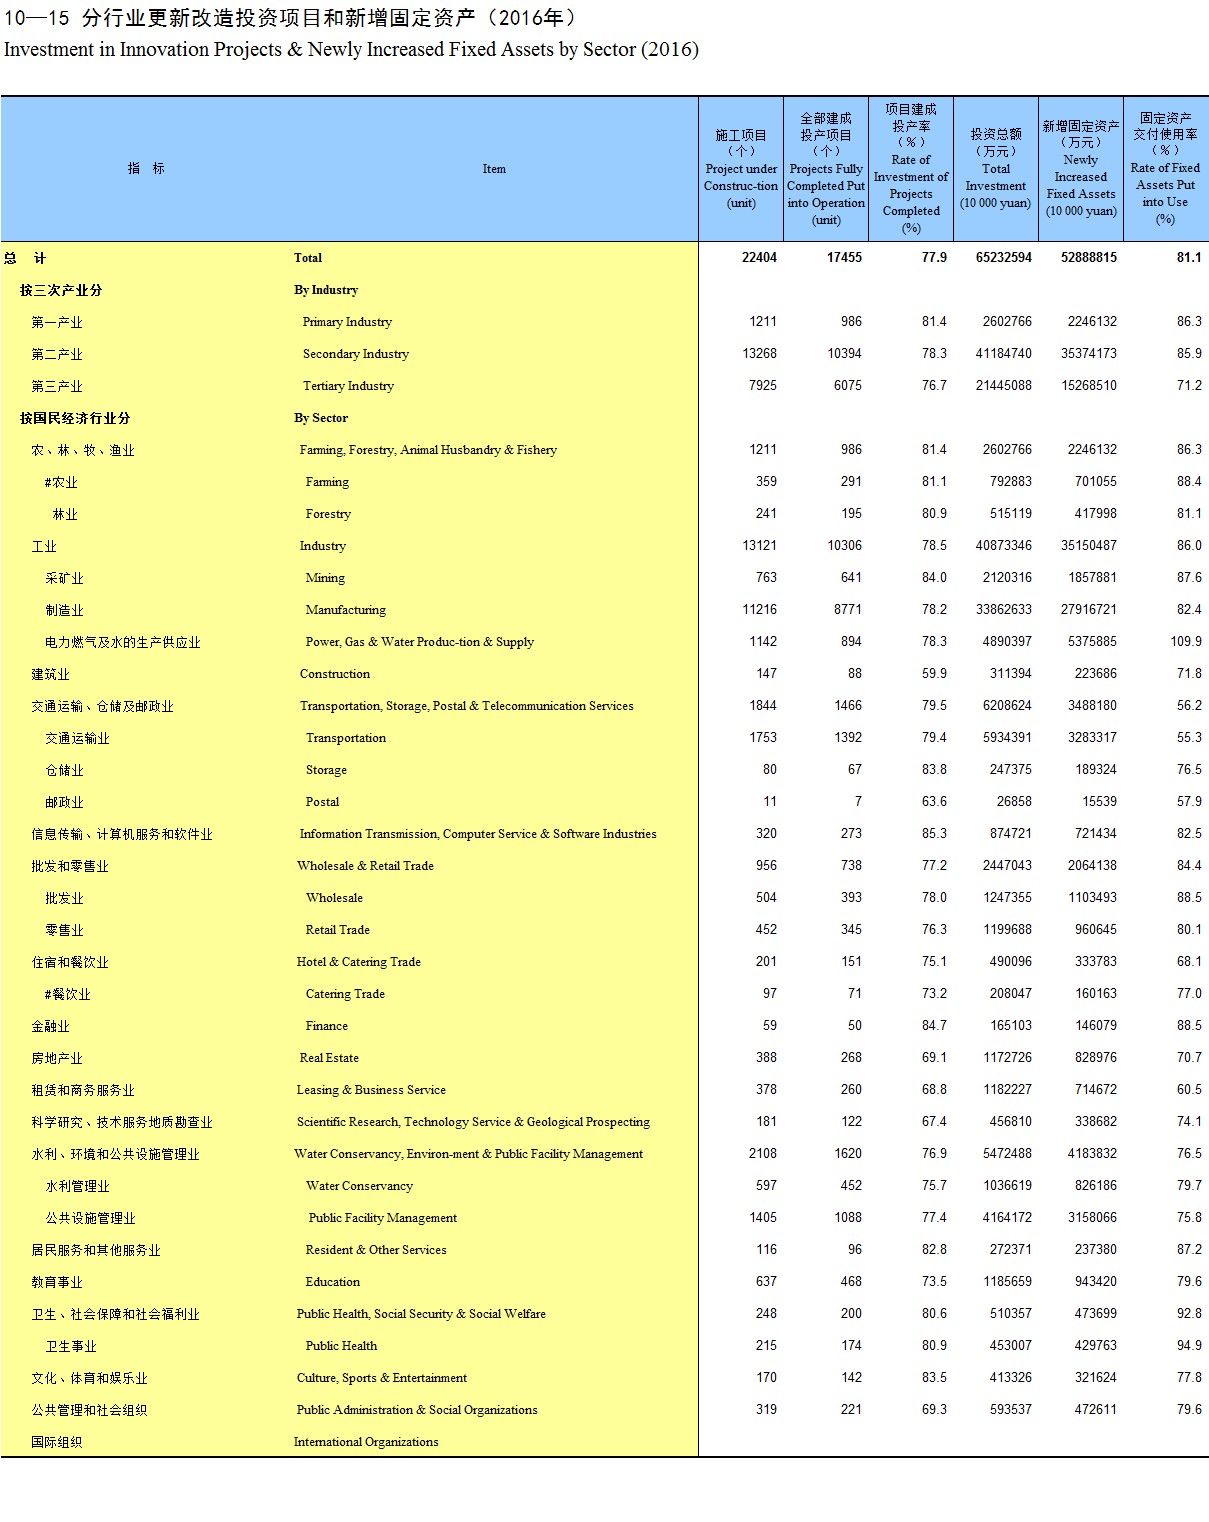 10—15 分行业更新改造投资项目和新增固定资产（2016年）
Investment in Innovation Projects & Newly Increased Fixed Assets by Sector (2016)
指 标 Item 施工项目（个）Project under Construc-tion (unit) 全部建成投产项目（个）Projects Fully Completed Put into Operation (unit) 项目建成投产率（％）Rate of Investment of Projects Completed (%) 投资总额（万元）Total Investment (10 000 yuan) 新增固定资产（万元）Newly Increased Fixed Assets (10 000 yuan) 固定资产交付使用率（％）Rate of Fixed Assets Put into Use (%)
总 计 Total 22404 17455 77.9 65232594 52888815 81.1
按三次产业分 By Industry
第一产业 Primary Industry 1211 986 81.4 2602766 2246132 86.3
第二产业 Secondary Industry 13268 10394 78.3 41184740 35374173 85.9
第三产业 Tertiary Industry 7925 6075 76.7 21445088 15268510 71.2
按国民经济行业分 By Sector
农、林、牧、渔业 Farming, Forestry, Animal Husbandry & Fishery 1211 986 81.4 2602766 2246132 86.3
#农业 Farming 359 291 81.1 792883 701055 88.4
林业 Forestry 241 195 80.9 515119 417998 81.1
工业 Industry 13121 10306 78.5 40873346 35150487 86.0
采矿业 Mining 763 641 84.0 2120316 1857881 87.6
制造业 Manufacturing 11216 8771 78.2 33862633 27916721 82.4
电力燃气及水的生产供应业 Power, Gas & Water Produc-tion & Supply 1142 894 78.3 4890397 5375885 109.9
建筑业 Construction 147 88 59.9 311394 223686 71.8
交通运输、仓储及邮政业 Transportation, Storage, Postal & Telecommunication Services 1844 1466 79.5 6208624 3488180 56.2
交通运输业 Transportation 1753 1392 79.4 5934391 3283317 55.3
仓储业 Storage 80 67 83.8 247375 189324 76.5
邮政业 Postal 11 7 63.6 26858 15539 57.9
信息传输、计算机服务和软件业 Information Transmission, Computer Service & Software Industries 320 273 85.3 874721 721434 82.5
批发和零售业 Wholesale & Retail Trade 956 738 77.2 2447043 2064138 84.4
批发业 Wholesale 504 393 78.0 1247355 1103493 88.5
零售业 Retail Trade 452 345 76.3 1199688 960645 80.1
住宿和餐饮业 Hotel & Catering Trade 201 151 75.1 490096 333783 68.1
#餐饮业 Catering Trade 97 71 73.2 208047 160163 77.0
金融业 Finance 59 50 84.7 165103 146079 88.5
房地产业 Real Estate 388 268 69.1 1172726 828976 70.7
租赁和商务服务业 Leasing & Business Service 378 260 68.8 1182227 714672 60.5
科学研究、技术服务地质勘查业 Scientific Research, Technology Service & Geological Prospecting 181 122 67.4 456810 338682 74.1
水利、环境和公共设施管理业 Water Conservancy, Environ-ment & Public Facility Management 2108 1620 76.9 5472488 4183832 76.5
水利管理业 Water Conservancy 597 452 75.7 1036619 826186 79.7
公共设施管理业 Public Facility Management 1405 1088 77.4 4164172 3158066 75.8
居民服务和其他服务业 Resident & Other Services 116 96 82.8 272371 237380 87.2
教育事业 Education 637 468 73.5 1185659 943420 79.6
卫生、社会保障和社会福利业 Public Health, Social Security & Social Welfare 248 200 80.6 510357 473699 92.8
卫生事业 Public Health 215 174 80.9 453007 429763 94.9
文化、体育和娱乐业 Culture, Sports & Entertainment 170 142 83.5 413326 321624 77.8
公共管理和社会组织 Public Administration & Social Organizations 319 221 69.3 593537 472611 79.6
国际组织 International Organizations